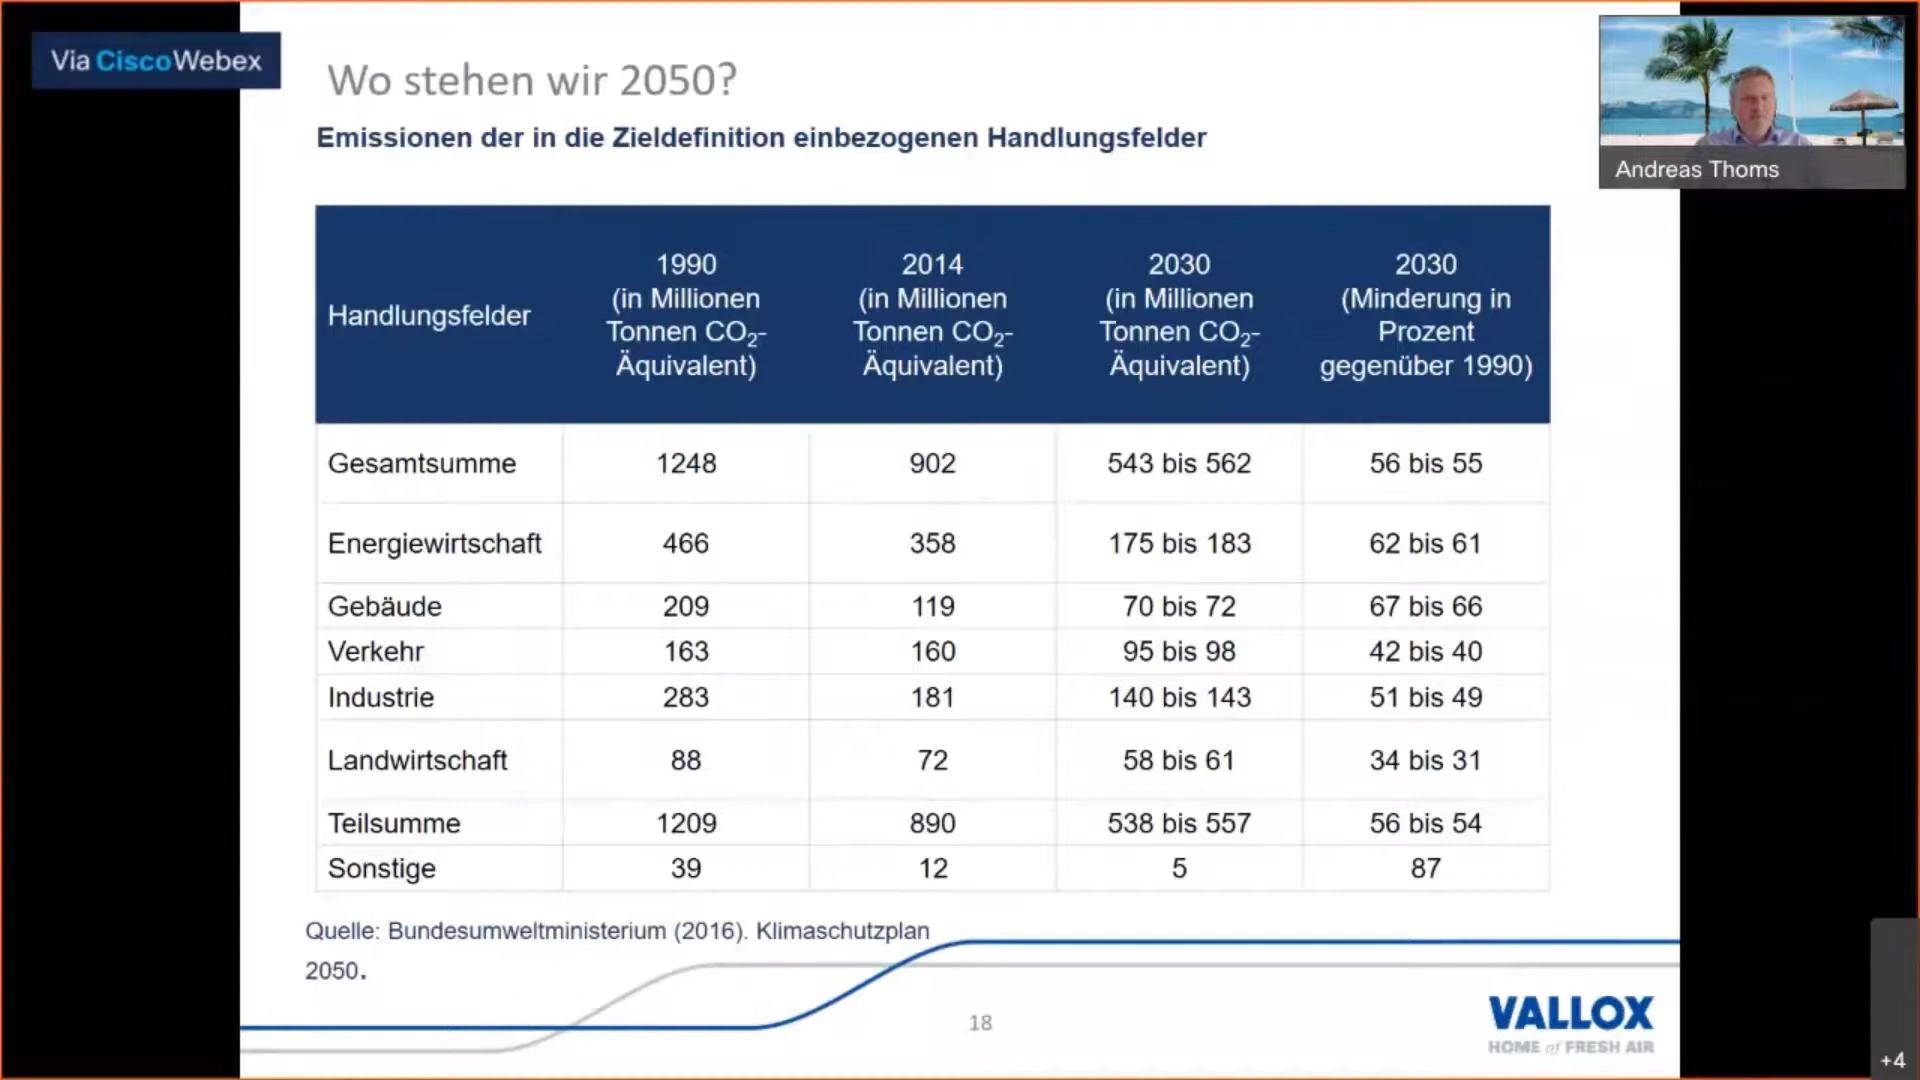 Via CiscoWebex
Wo stehen wir 2050?
Emissionen der in die Zieldefinition einbezogenen Handlungsfelder
Andreas Thoms
Handlungsfelder
1990
(in Millionen
Tonnen CO₂-
Äquivalent)
2014
(in Millionen
Tonnen CO₂-
Äquivalent)
2030
(in Millionen
Tonnen CO₂-
Äquivalent)
2030
(Minderung in
Prozent
gegenüber 1990)
Gesamtsumme 1248 902 543 bis 562 56 bis 55
Energiewirtschaft 466 358 175 bis 183 62 bis 61
Gebäude 209 119 70 bis 72 67 bis 66
Verkehr 163 160 95 bis 98 42 bis 40
Industrie 283 181 140 bis 143 51 bis 49
Landwirtschaft 88 72 58 bis 61 34 bis 31
Teilsumme 1209 890 538 bis 557 56 bis 54
Sonstige 39 12 5 87
Quelle: Bundesumweltministerium (2016). Klimaschutzplan
2050.
18
VALLOX
HOME of FRESH AIR
+4